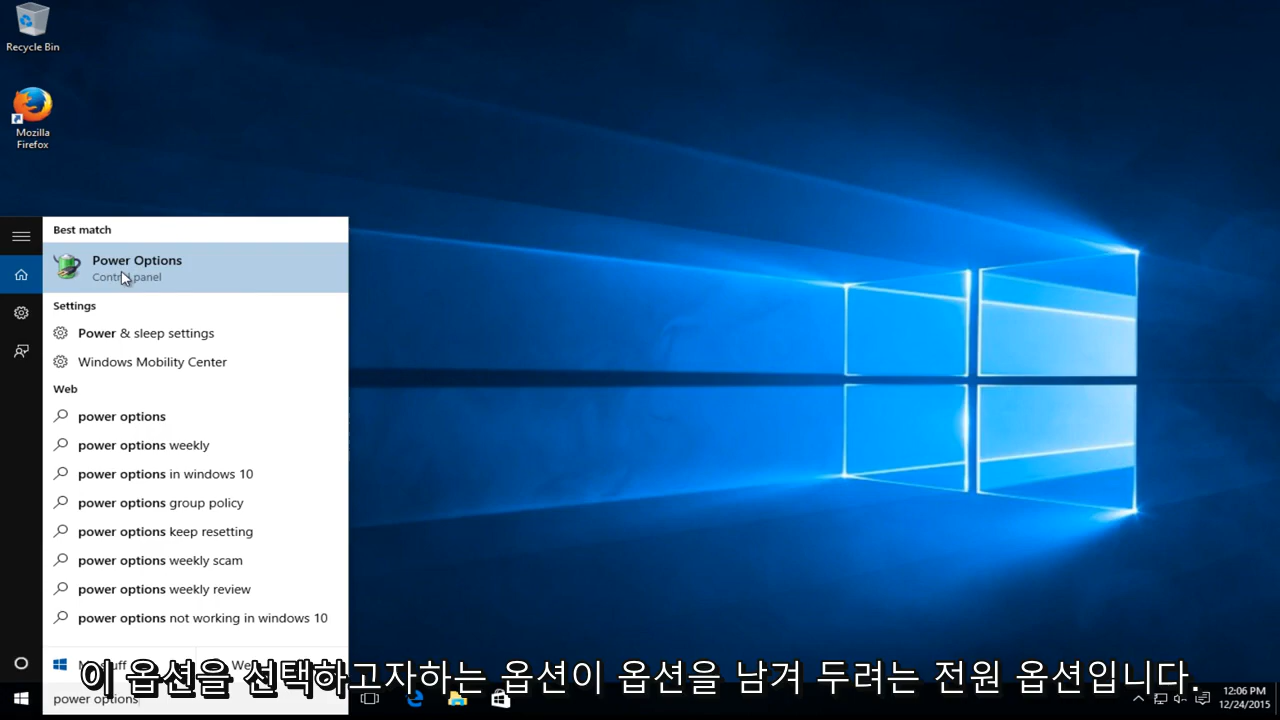 Recycle Bin
Mozilla
Firefox
Best match
Power Options
Control panel
Settings
Power & sleep settings
Windows Mobility Center
Web
power options
power options weekly
power options in windows 10
power options group policy
power options keep resetting
power options weekly scam
power options weekly review
power options not working in windows 10
이 옵션을 선택하고자하는 옵션이 옵션을 남겨 두려는 전원 옵션입니다
power options
12:06 PM
12/24/2015